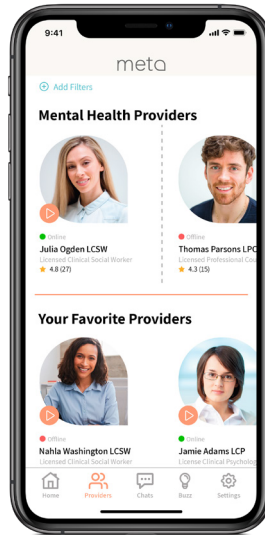 9:41
meta
Add Filters
Mental Health Providers
Online
Offline
Julia Ogden LCSW
Thomas Parsons LPC
Licensed Clinical Social Worker
Licensed Professional Cou
4.8 (27)
4.3 (15)
Your Favorite Providers
Offline
Online
Nahla Washington LCSW
Jamie Adams LCP
Licensed Clinical Social Worker
License Clinical Psycholog
Home
Providers
Chats
Buzz
Settings